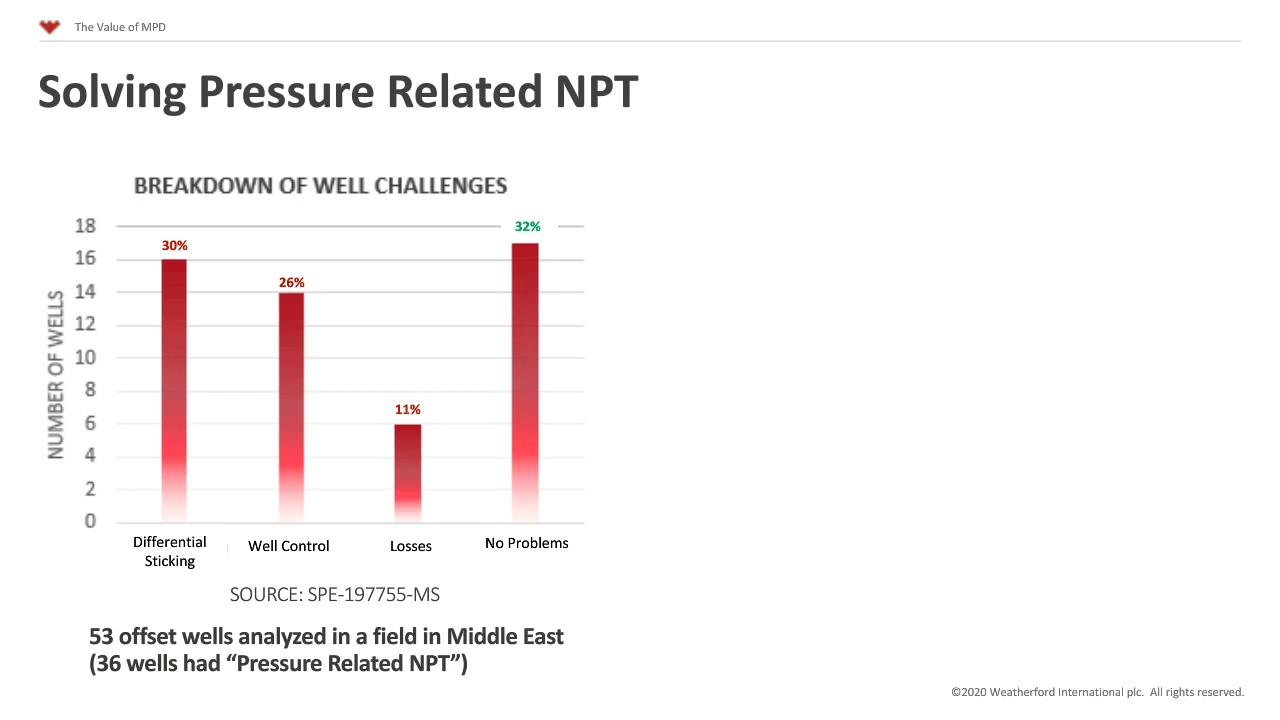 The Value of MPD
Solving Pressure Related NPT
BREAKDOWN OF WELL CHALLENGES
NUMBER OF WELLS
18
16
14
12
10
8
6
4
2
0
30%
26%
11%
32%
Differential
Sticking
Well Control
Losses
No Problems
SOURCE: SPE-197755-MS
53 offset wells analyzed in a field in Middle East
(36 wells had “Pressure Related NPT”)
©2020 Weatherford International plc. All rights reserved.